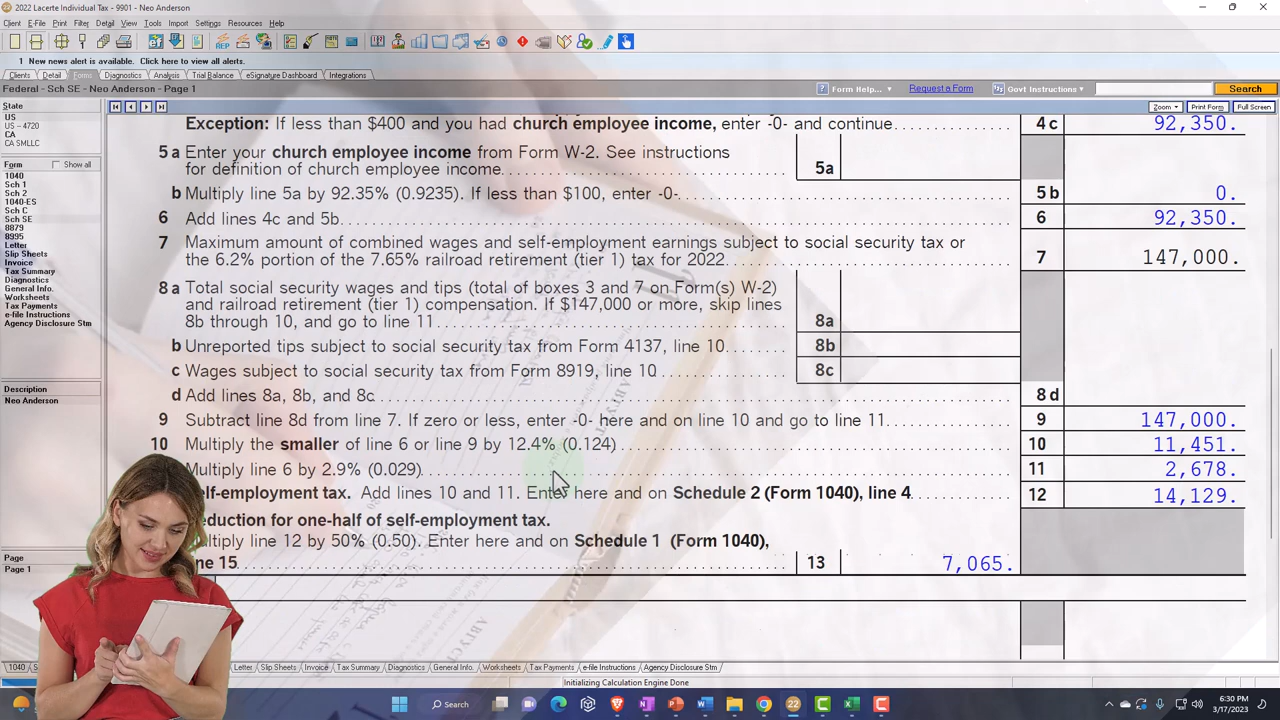 2022 Lacerte Individual Tax - 9901 - Neo Anderson
Client E-File Print Filter Detail View Tools Import Settings Resources Help
1 New news alert is available. Click here to view all alerts.
Clients Detail Forms Diagnostics Analysis Trial Balance eSignature Dashboard Integrations
Federal - Sch SE - Neo Anderson - Page 1 Form Help... Request a Form Govt Instructions Search
State
US
US - 4720
CA
CA SMLLC
Form Show all
1040
Sch 1
Sch 2
1040-ES
Sch C
Sch SE
8879
8995
Letter
Slip Sheets
Invoice
Tax Summary
Diagnostics
General Info.
Worksheets
Tax Payments
e-file Instructions
Agency Disclosure Stm
Description
Neo Anderson
Page
Page 1
Zoom Print Form Full Screen
Exception: If less than $400 and you had church employee income, enter -0- and continue 4c 92,350.
5a Enter your church employee income from Form W-2. See instructions
for definition of church employee income 5a
b Multiply line 5a by 92.35% (0.9235). If less than $100, enter -0- 5b 0.
6 Add lines 4c and 5b. 6 92,350.
7 Maximum amount of combined wages and self-employment earnings subject to social security tax or
the 6.2% portion of the 7.65% railroad retirement (tier 1) tax for 2022. 7 147,000.
8a Total social security wages and tips (total of boxes 3 and 7 on Form(s) W-2)
and railroad retirement (tier 1) compensation. If $147,000 or more, skip lines
8b through 10, and go to line 11 8a
b Unreported tips subject to social security tax from Form 4137, line 10 8b
c Wages subject to social security tax from Form 8919, line 10 8c
d Add lines 8a, 8b, and 8c 8d
9 Subtract line 8d from line 7. If zero or less, enter -0- here and on line 10 and go to line 11 9 147,000.
10 Multiply the smaller of line 6 or line 9 by 12.4% (0.124) 10 11,451.
Multiply line 6 by 2.9% (0.029) 11 2,678.
elf-employment tax. Add lines 10 and 11. Enter here and on Schedule 2 (Form 1040), line 4 12 14,129.
eduction for one-half of self-employment tax.
ultiply line 12 by 50% (0.50). Enter here and on Schedule 1 (Form 1040),
ne 15 13 7,065.
1040 S Letter Slip Sheets Invoice Tax Summary Diagnostics General Info. Worksheets Tax Payments e-file Instructions Agency Disclosure Stm
Initializing Calculation Engine Done
Search
6:30 PM
3/17/2023